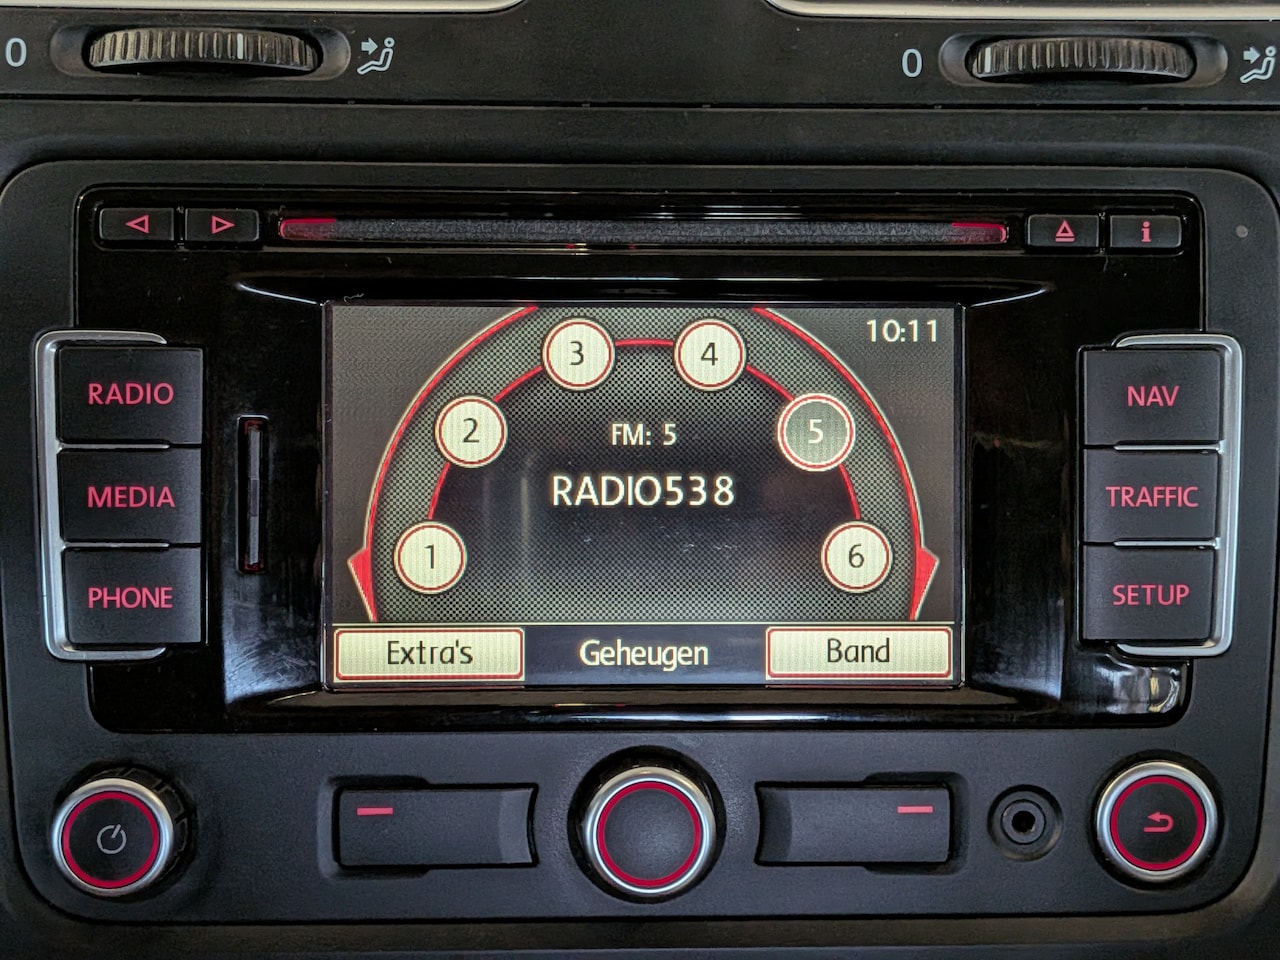 0
0
i
10:11
3
4
2
5
FM: 5
RADIO538
1
6
RADIO
MEDIA
PHONE
NAV
TRAFFIC
SETUP
Extra's
Geheugen
Band